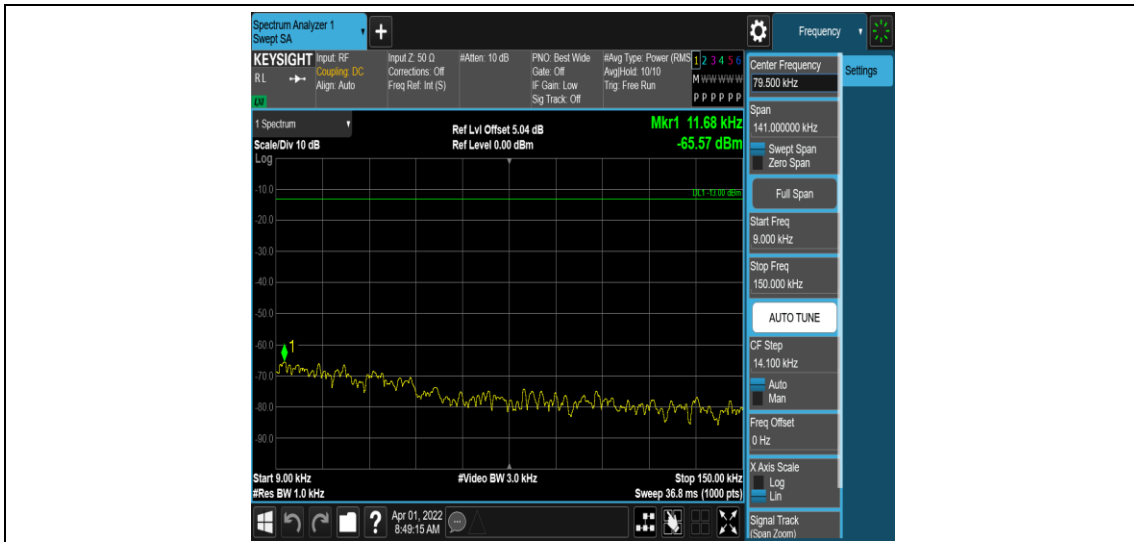 Spectrum Analyzer 1
Swept SA
+
Frequency
KEYSIGHT
RL
LXI
Input: RF
Coupling: DC
Align: Auto
Input Z: 50 Ω
Corrections: Off
Freq Ref: Int (S)
#Atten: 10 dB
PNO: Best Wide
Gate: Off
IF Gain: Low
Sig Track: Off
#Avg Type: Power (RMS
Avg|Hold: 10/10
Trig: Free Run
1 2 3 4 5 6
M W W W W W
P P P P P P
1 Spectrum
Scale/Div 10 dB
Log
Ref Lvl Offset 5.04 dB
Ref Level 0.00 dBm
Mkr1 11.68 kHz
-65.57 dBm
DL1 -13.00 dBm
-10.0
-20.0
-30.0
-40.0
-50.0
-60.0
-70.0
-80.0
-90.0
1
Start 9.00 kHz
#Res BW 1.0 kHz
#Video BW 3.0 kHz
Stop 150.00 kHz
Sweep 36.8 ms (1000 pts)
Center Frequency
79.500 kHz
Settings
Span
141.000000 kHz
Swept Span
Zero Span
Full Span
Start Freq
9.000 kHz
Stop Freq
150.000 kHz
AUTO TUNE
CF Step
14.100 kHz
Auto
Man
Freq Offset
0 Hz
X Axis Scale
Log
Lin
Signal Track
(Span Zoom)
?
Apr 01, 2022
8:49:15 AM